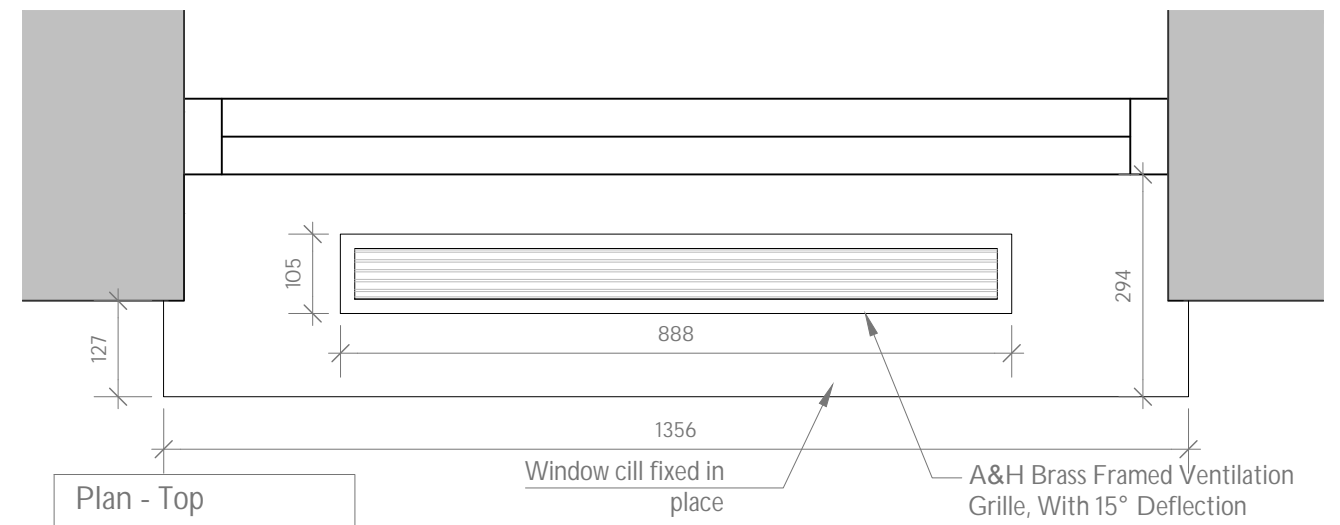 105
294
127
888
1356
Plan - Top
Window cill fixed in
place
A&H Brass Framed Ventilation
Grille, With 15° Deflection